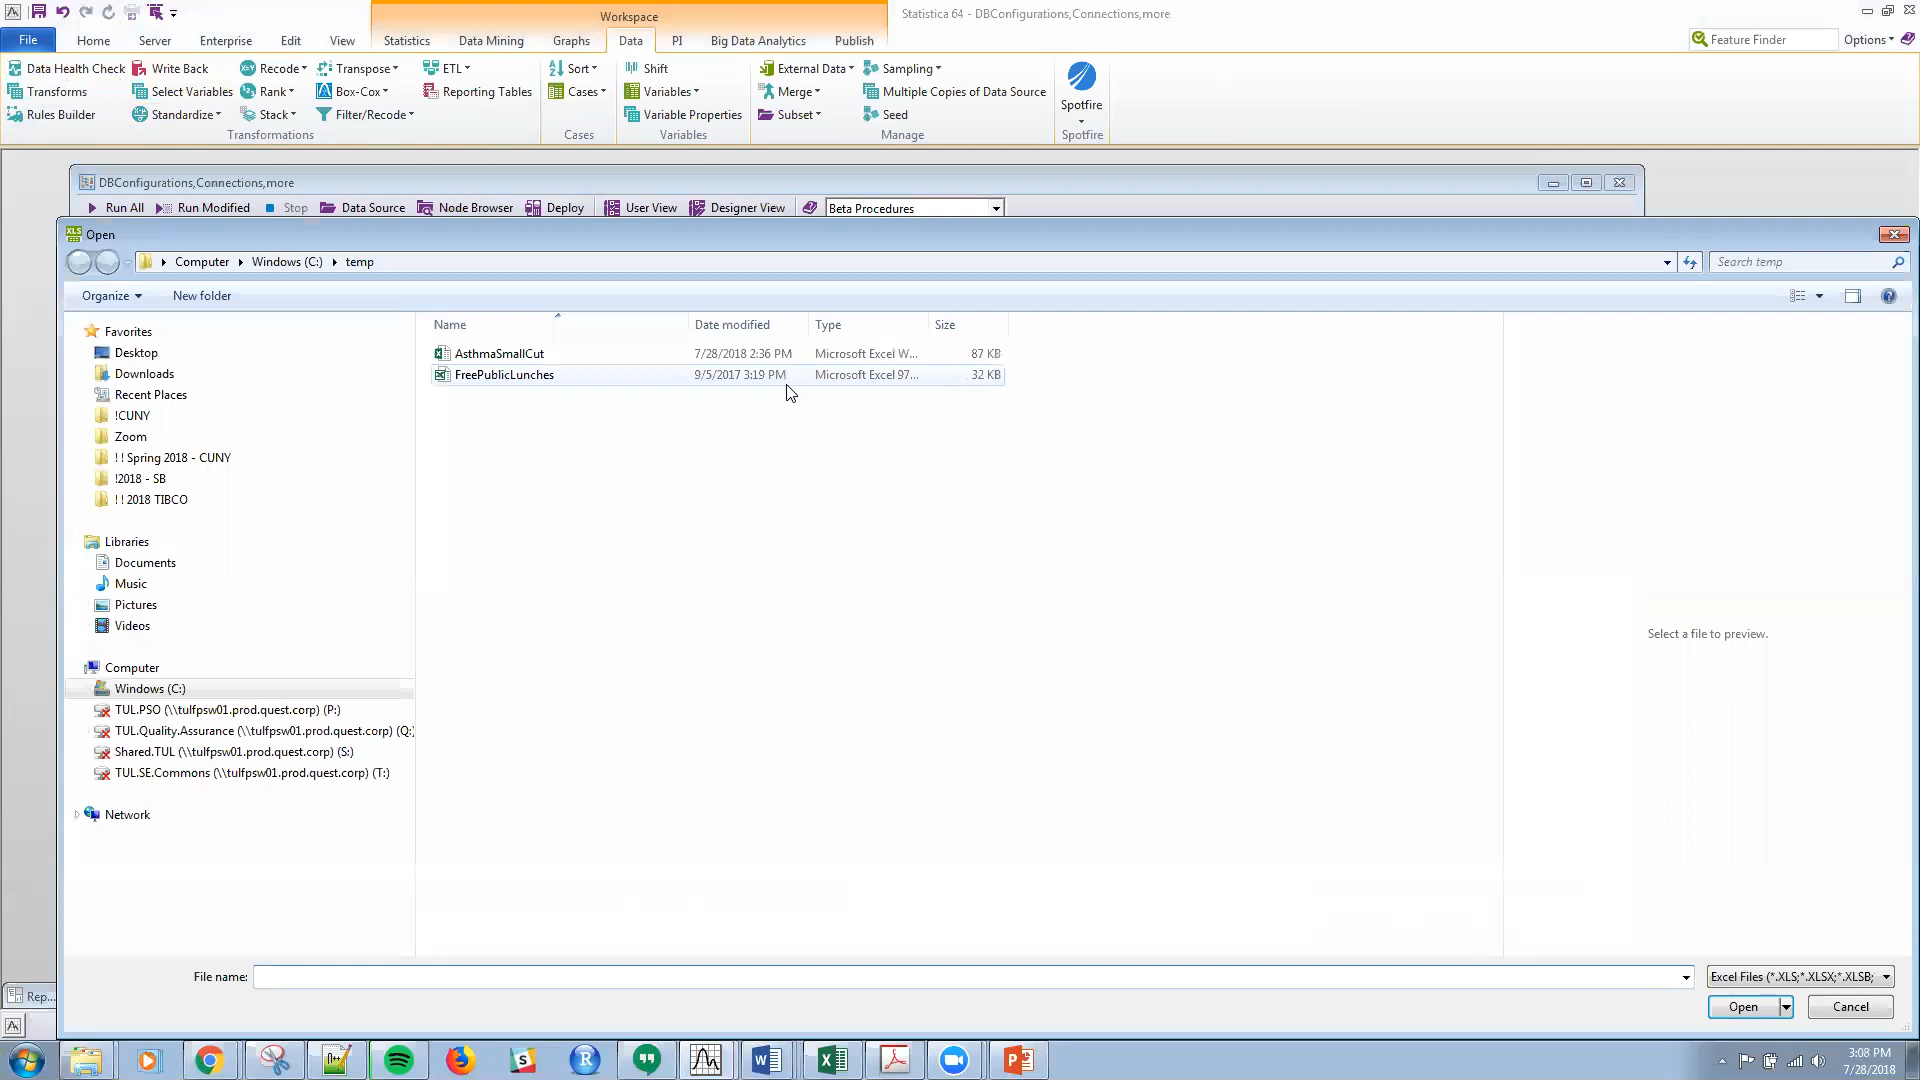 Workspace
Statistica 64 - DBConfigurations,Connections,more
File Home Server Enterprise Edit View Statistics Data Mining Graphs Data PI Big Data Analytics Publish
Feature Finder Options
Data Health Check Write Back Recode Transpose ETL Sort Shift External Data Sampling
Transforms Select Variables Rank Box-Cox Reporting Tables Cases Variables Merge Multiple Copies of Data Source
Rules Builder Standardize Stack Filter/Recode Variable Properties Subset Seed
Spotfire
Transformations Cases Variables Manage Spotfire
DBConfigurations,Connections,more
Run All Run Modified Stop Data Source Node Browser Deploy User View Designer View Beta Procedures
XLS Open
Computer Windows (C:) temp
Search temp
Organize New folder
Name Date modified Type Size
AsthmaSmallCut 7/28/2018 2:36 PM Microsoft Excel W... 87 KB
FreePublicLunches 9/5/2017 3:19 PM Microsoft Excel 97... 32 KB
Favorites
Desktop
Downloads
Recent Places
!CUNY
Zoom
!! Spring 2018 - CUNY
!2018 - SB
!! 2018 TIBCO
Libraries
Documents
Music
Pictures
Videos
Computer
Windows (C:)
TUL.PSO (\\tulfpsw01.prod.quest.corp) (P:)
TUL.Quality.Assurance (\\tulfpsw01.prod.quest.corp) (Q:)
Shared.TUL (\\tulfpsw01.prod.quest.corp) (S:)
TUL.SE.Commons (\\tulfpsw01.prod.quest.corp) (T:)
Network
Select a file to preview.
File name:
Excel Files (*.XLS;*.XLSX;*.XLSB;
Open Cancel
Rep...
3:08 PM
7/28/2018